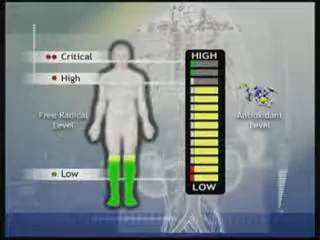 Critical
HIGH
High
Free Radical
Level
Antioxidant
Level
Low
LOW